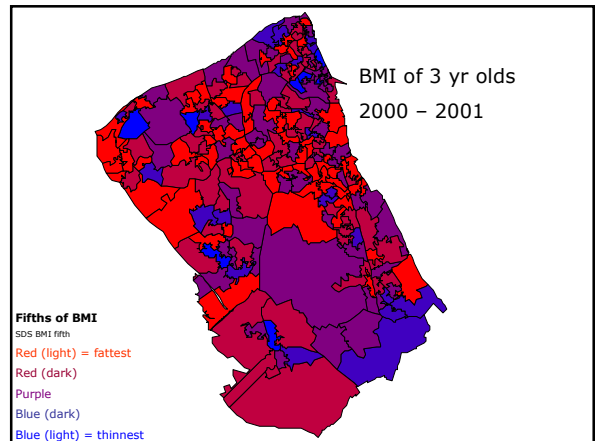 BMI of 3 yr olds
2000 – 2001
Fifths of BMI
SDS BMI fifth
Red (light) = fattest
Red (dark)
Purple
Blue (dark)
Blue (light) = thinnest